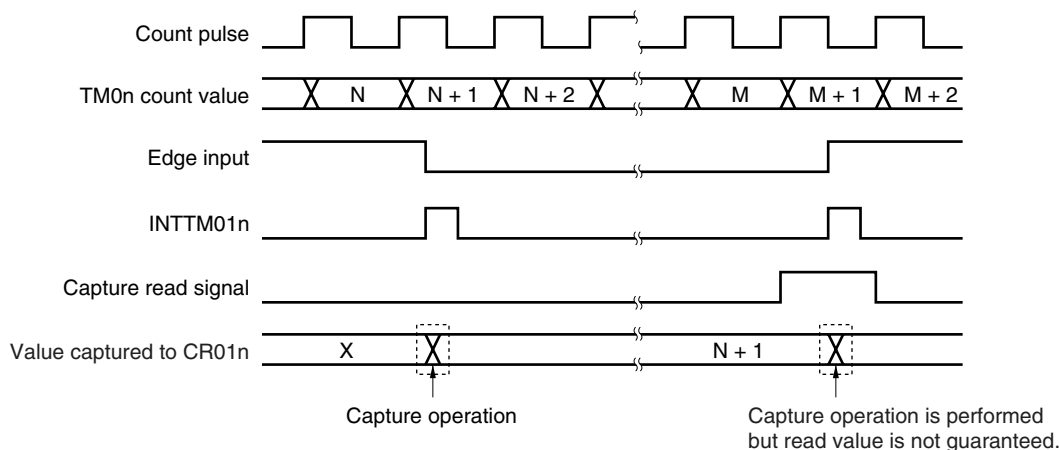 Count pulse
TM0n count value
N
N + 1
N + 2
M
M + 1
M + 2
Edge input
INTTM01n
Capture read signal
Value captured to CR01n
X
N + 1
Capture operation
Capture operation is performed
but read value is not guaranteed.